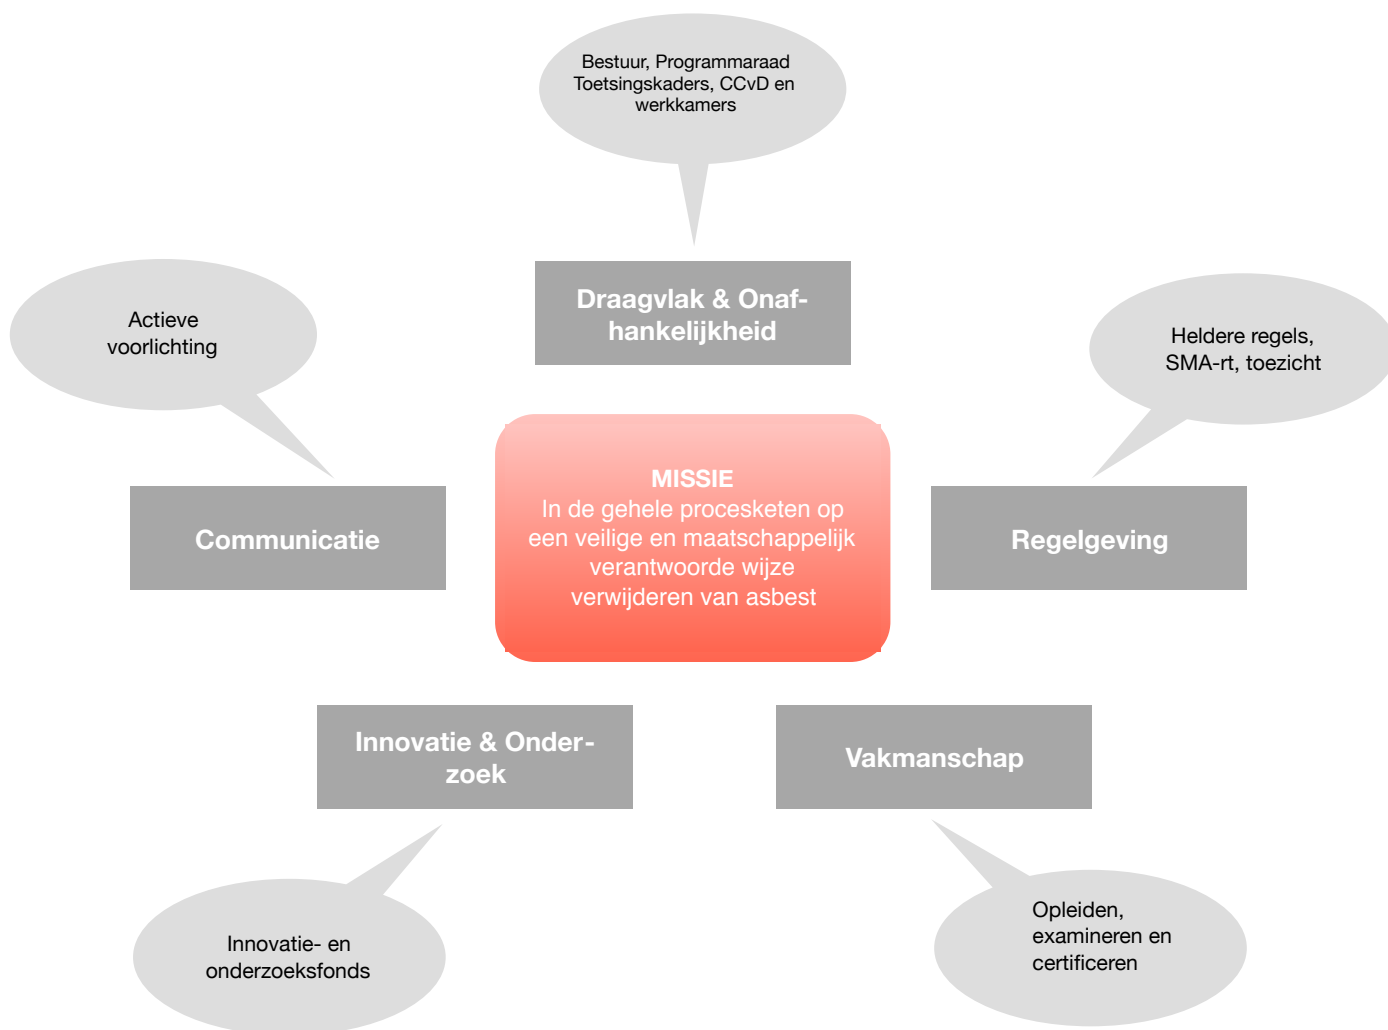 Bestuur, Programmaraad
Toetsingskaders, CCvD en
werkkamers
Draagvlak & Onaf-
hankelijkheid
Actieve
voorlichting
Heldere regels,
SMA-rt, toezicht
MISSIE
In de gehele procesketen op
een veilige en maatschappelijk
verantwoorde wijze
verwijderen van asbest
Communicatie
Regelgeving
Innovatie & Onder-
zoek
Vakmanschap
Innovatie- en
onderzoeksfonds
Opleiden,
examineren en
certificeren